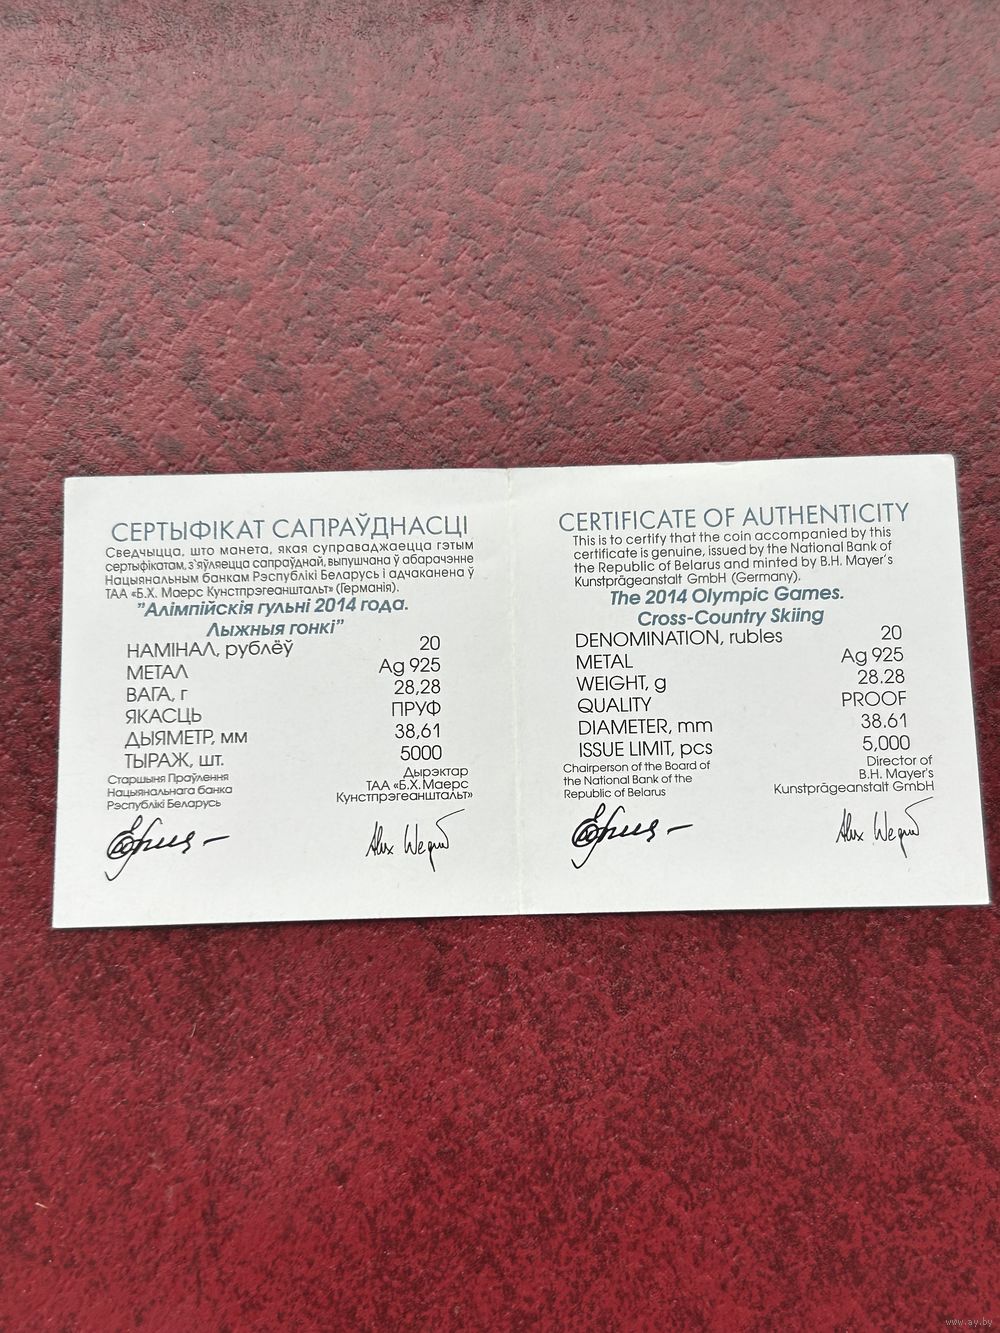 СЕРТЫФІКАТ САПРАЎДНАСЦІ
Сведчыцца, што манета, якая суправаджаецца гэтым
сертыфікатам, з'яўляецца сапраўднай, выпушчана ў абарачэнне
Нацыянальным банкам Рэспублікі Беларусь і адчаканена ў
ТАА «Б.Х. Маерс Кунстпрэгеанштальт» (Германія).
"Алімпійскія гульні 2014 года.
Лыжныя гонкі"
НАМІНАЛ, рублёў 20
МЕТАЛ Ag 925
ВАГА, г 28,28
ЯКАСЦЬ ПРУФ
ДЫЯМЕТР, мм 38,61
ТЫРАЖ, шт. 5000
Старшыня Праўлення
Нацыянальнага банка
Рэспублікі Беларусь
Дырэктар
ТАА «Б.Х. Маерс
Кунстпрэгеанштальт»
Alex
CERTIFICATE OF AUTHENTICITY
This is to certify that the coin accompanied by this
certificate is genuine, issued by the National Bank of
the Republic of Belarus and minted by B.H. Mayer's
Kunstprägeanstalt GmbH (Germany).
The 2014 Olympic Games.
Cross-Country Skiing
DENOMINATION, rubles 20
METAL Ag 925
WEIGHT, g 28.28
QUALITY PROOF
DIAMETER, mm 38.61
ISSUE LIMIT, pcs 5,000
Chairperson of the Board of
the National Bank of the
Republic of Belarus
Director of
B.H. Mayer's
Kunstprägeanstalt GmbH
Alex
www.ay.by